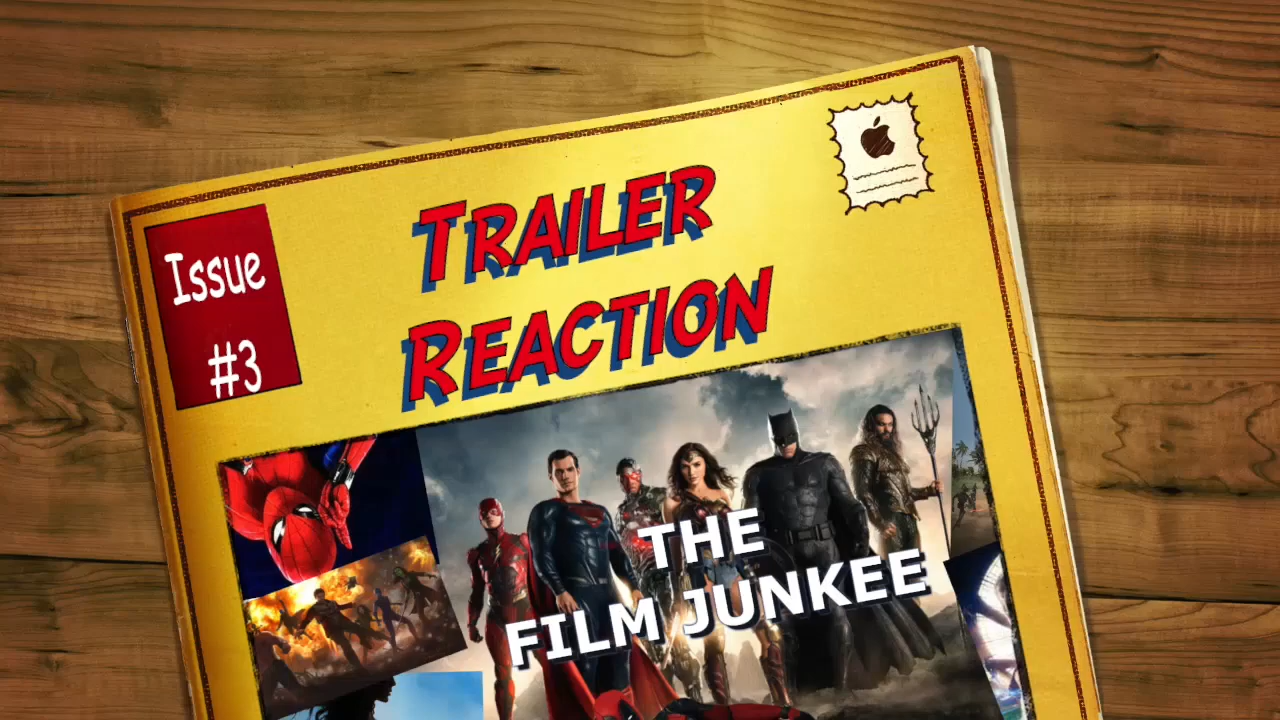 Issue
#3
TRAILER
REACTION
THE
FILM JUNKEE